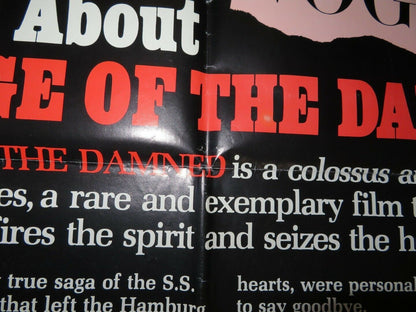 About
VOG
GE OF THE DA
THE DAMNED is a colossus a
es, a rare and exemplary film t
fires the spirit and seizes the h
true saga of the S.S.
that left the Hamburg
hearts, were personal
to say goodbye.